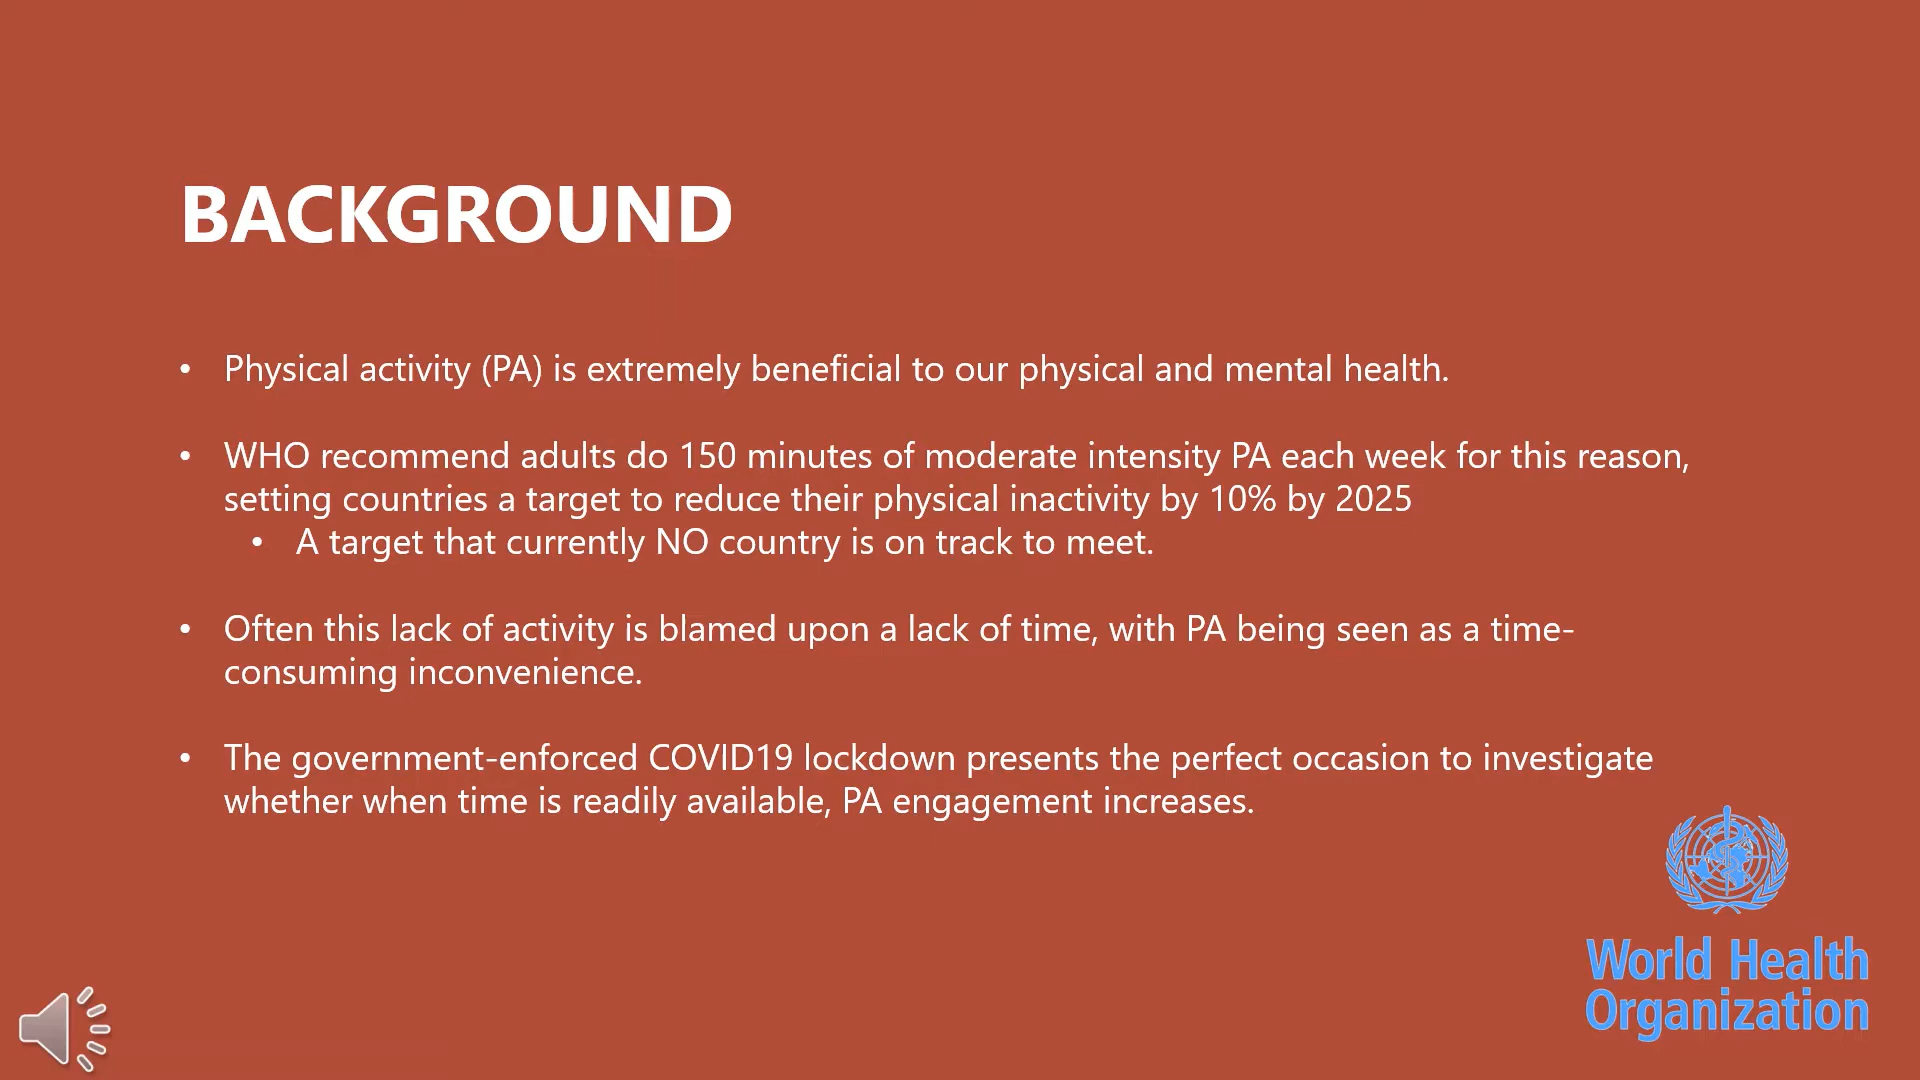 BACKGROUND
• Physical activity (PA) is extremely beneficial to our physical and mental health.
• WHO recommend adults do 150 minutes of moderate intensity PA each week for this reason,
setting countries a target to reduce their physical inactivity by 10% by 2025
• A target that currently NO country is on track to meet.
• Often this lack of activity is blamed upon a lack of time, with PA being seen as a time-
consuming inconvenience.
• The government-enforced COVID19 lockdown presents the perfect occasion to investigate
whether when time is readily available, PA engagement increases.
World Health
Organization